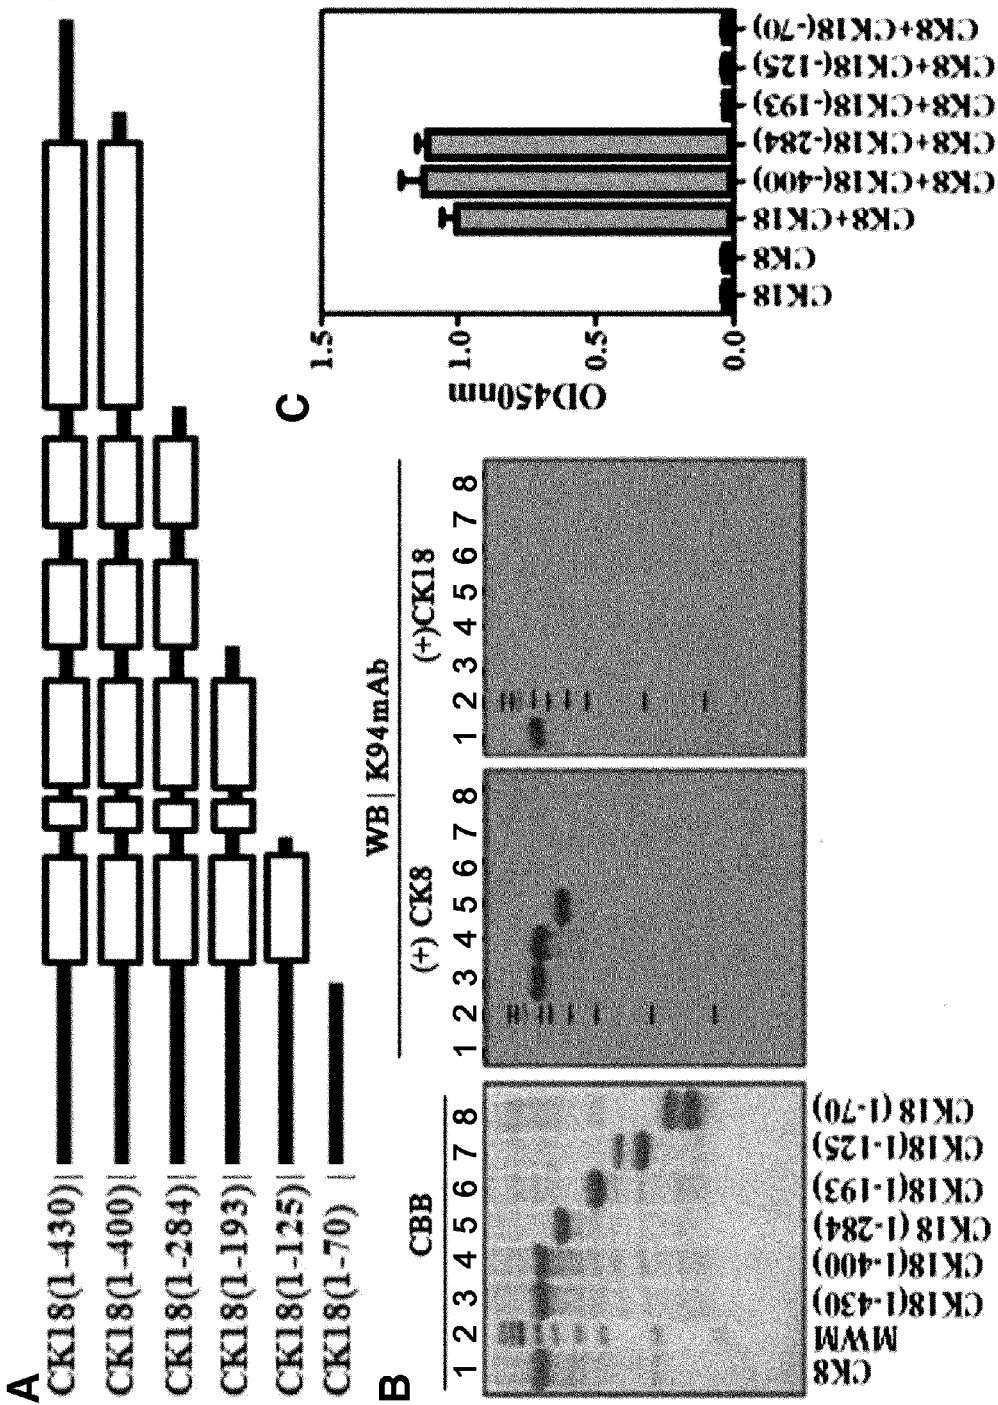 A
CK18(1-430)|
CK18(1-400)|
CK18(1-284)|
CK18(1-193)|
CK18(1-125)|
CK18(1-70) |
B
CBB
1 2 3 4 5 6 7 8
CK8
MWM
CK18(1-430)
CK18(1-400)
CK18 (1-284)
CK18(1-193)
CK18(1-125)
CK18 (1-70)
WB | K94mAb
(+) CK8
1 2 3 4 5 6 7 8
(+)CK18
1 2 3 4 5 6 7 8
C
OD450nm
1.5
1.0
0.5
0.0
CK18
CK8
CK8+CK18
CK8+CK18(-400)
CK8+CK18(-284)
CK8+CK18(-193)
CK8+CK18(-125)
CK8+CK18(-70)